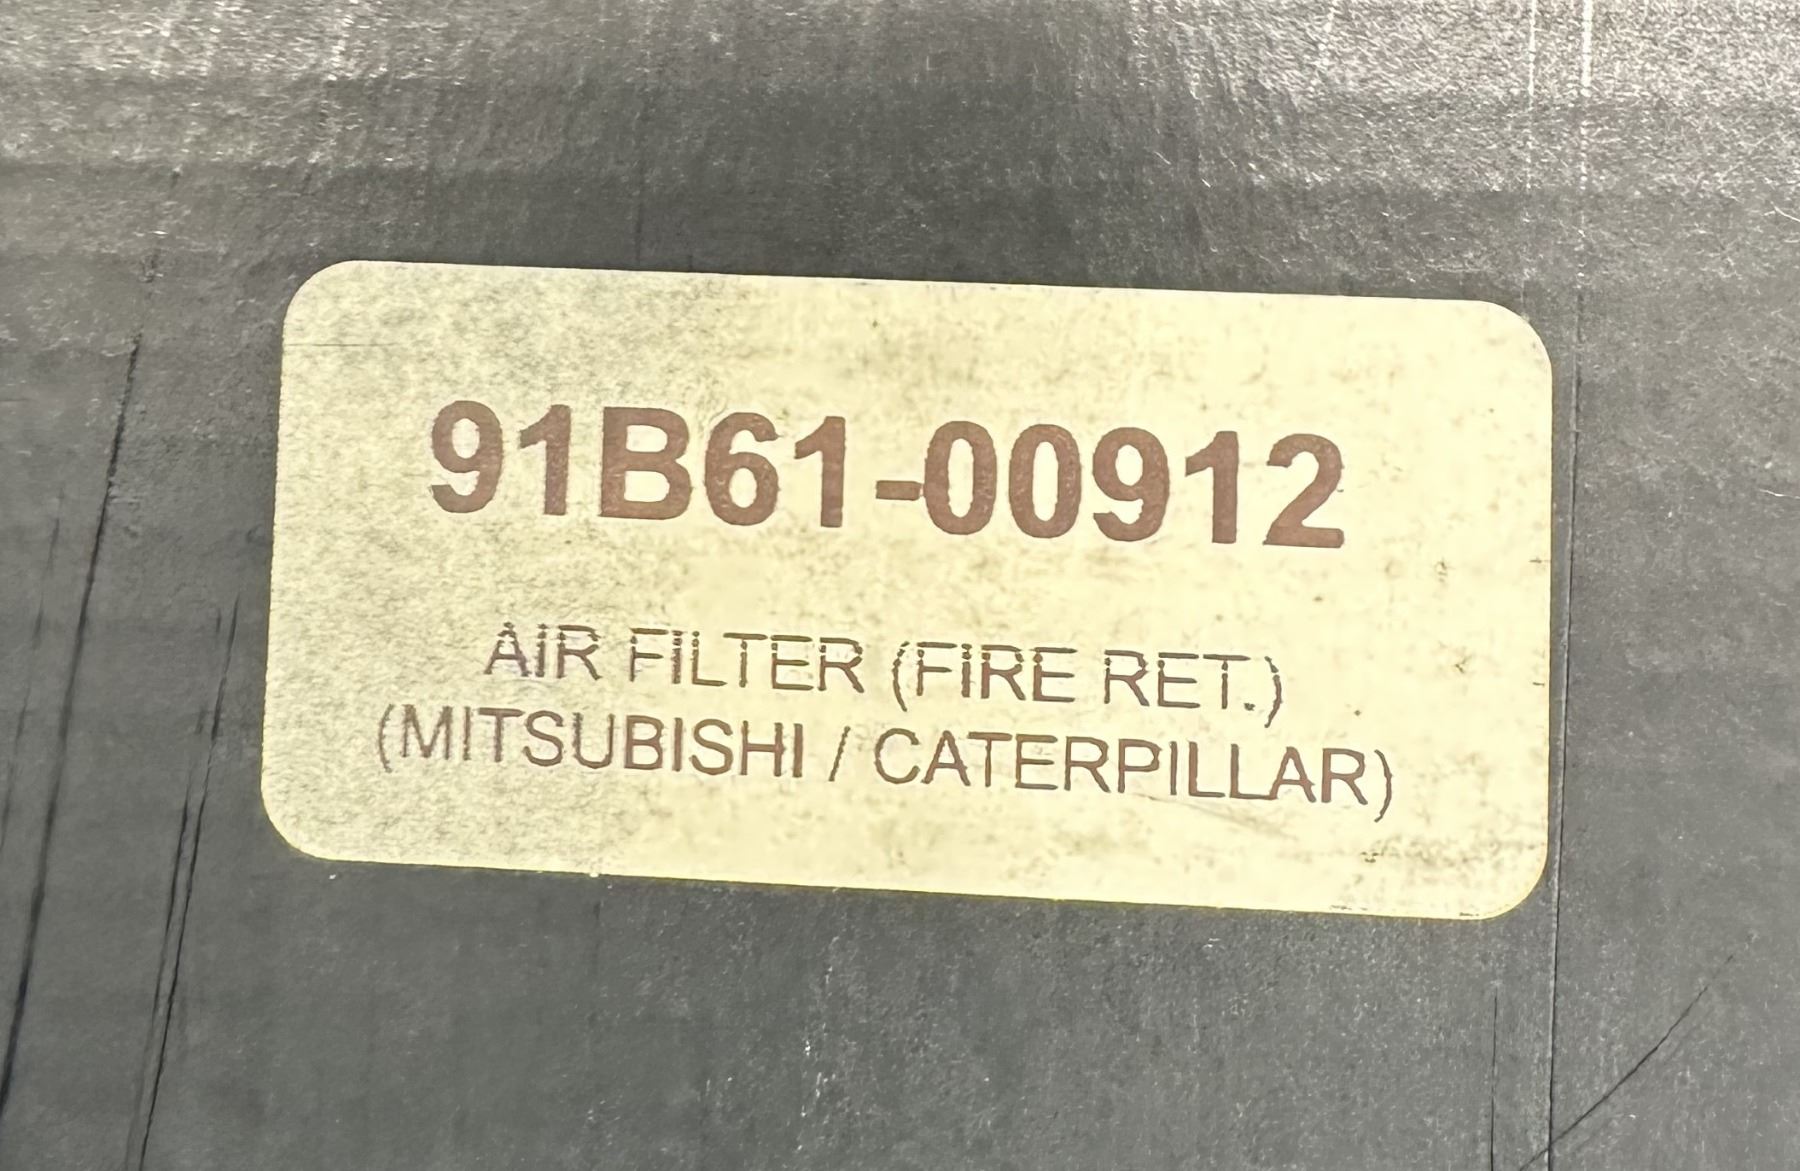 91B61-00912
AIR FILTER (FIRE RET.)
(MITSUBISHI / CATERPILLAR)